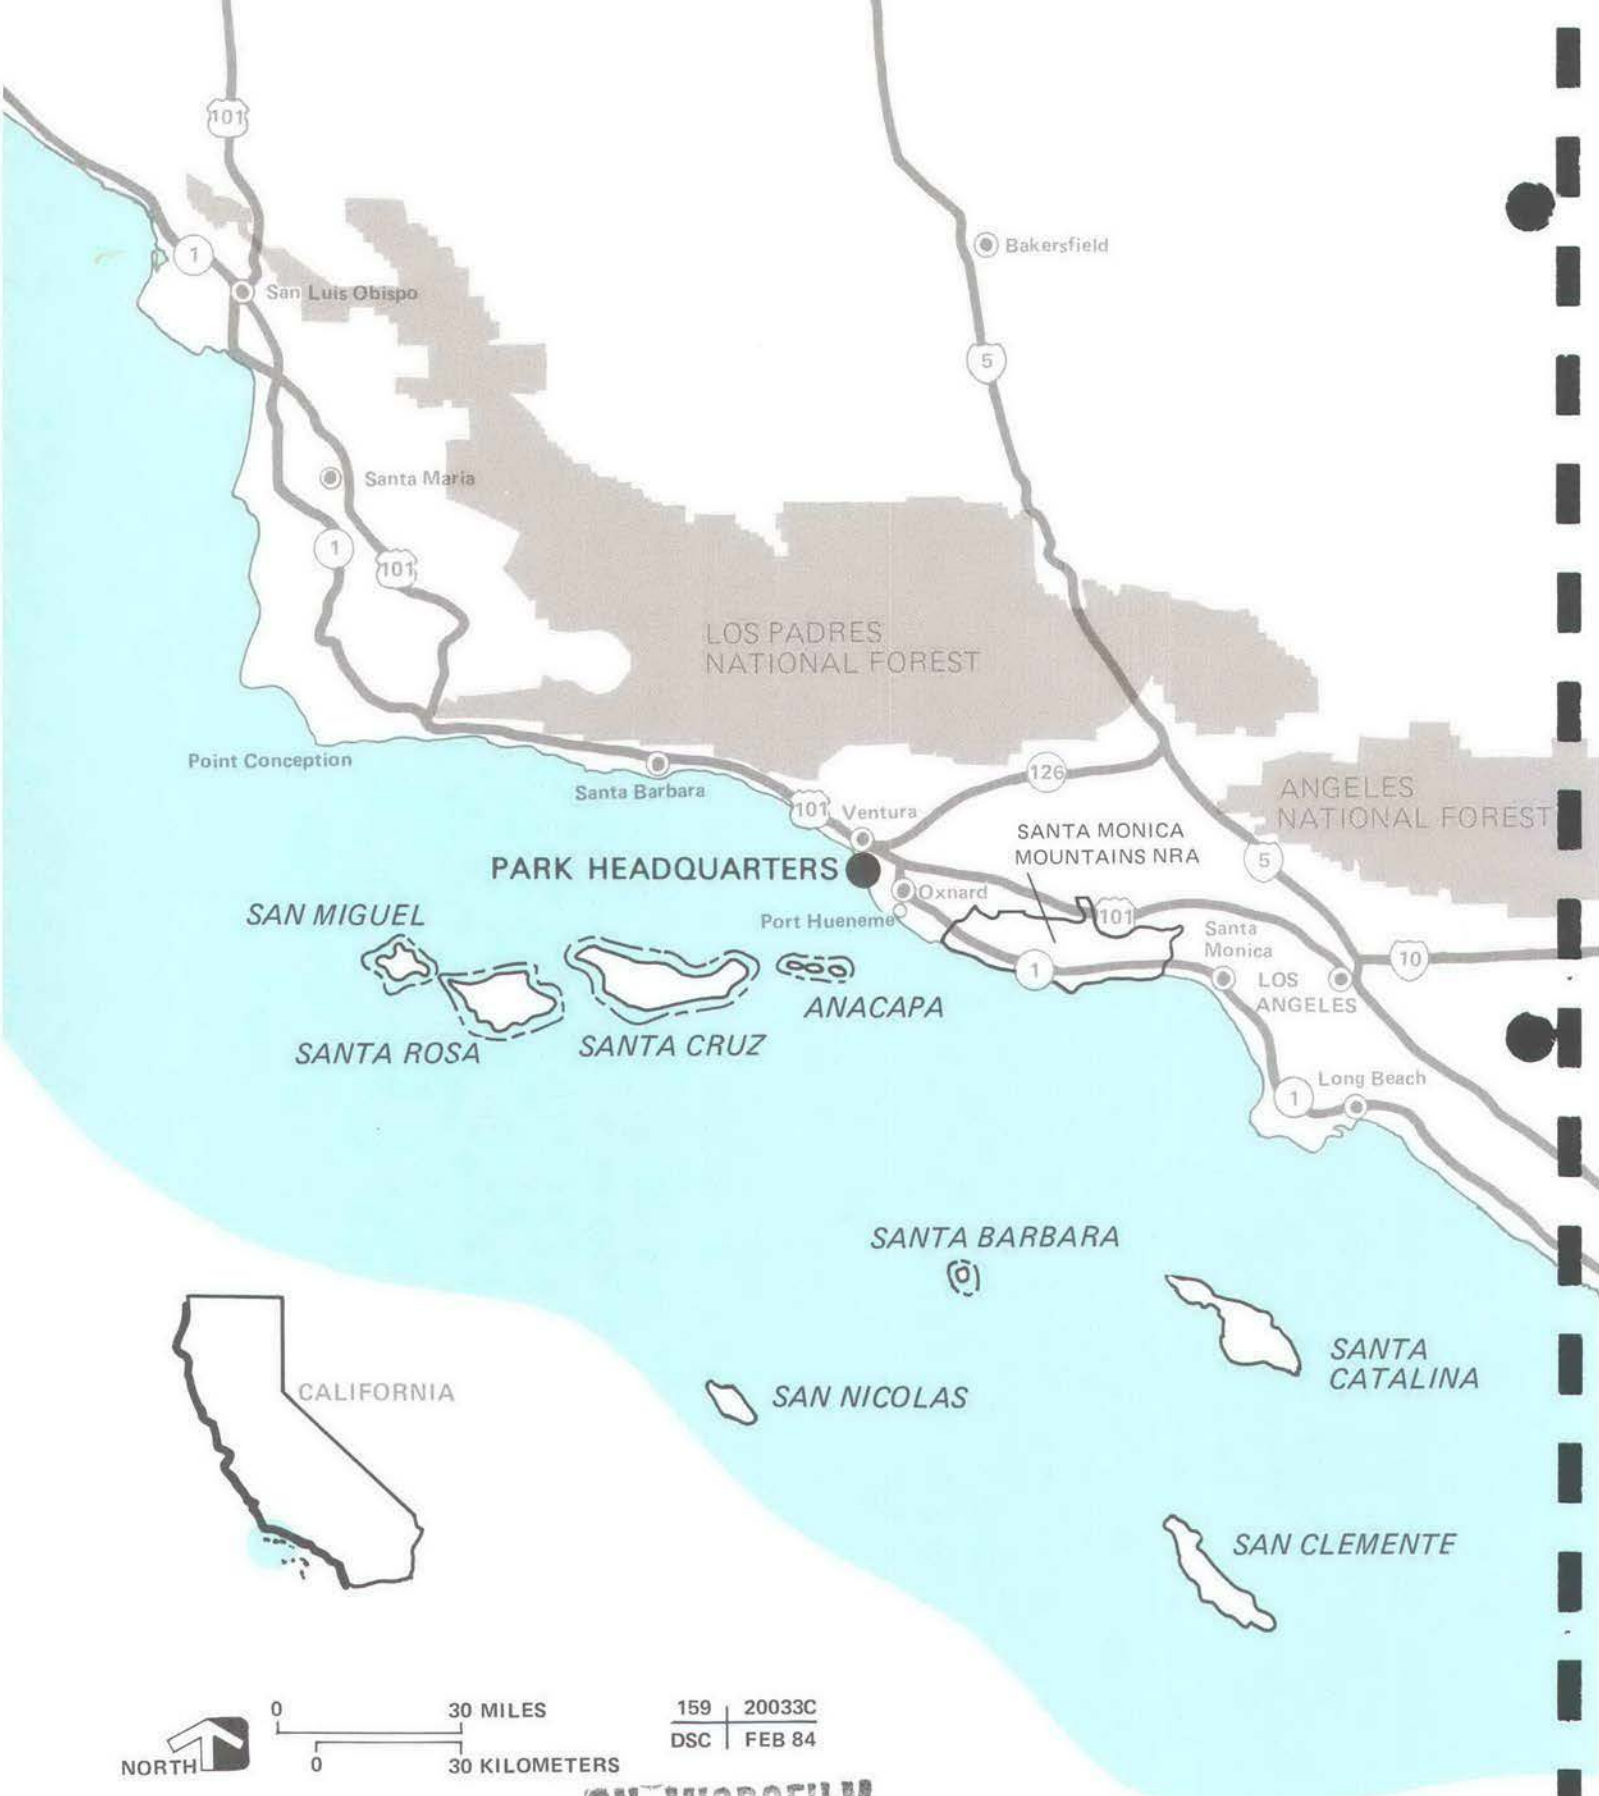 101
1
San Luis Obispo
Bakersfield
5
Santa Maria
1
101
LOS PADRES
NATIONAL FOREST
Point Conception
Santa Barbara
101
Ventura
126
ANGELES
NATIONAL FOREST
SANTA MONICA
MOUNTAINS NRA
5
PARK HEADQUARTERS
Oxnard
Port Hueneme
101
Santa
Monica
10
1
LOS
ANGELES
SAN MIGUEL
ANACAPA
SANTA ROSA
SANTA CRUZ
Long Beach
1
SANTA BARBARA
SANTA
CATALINA
SAN NICOLAS
CALIFORNIA
SAN CLEMENTE
NORTH
0 30 MILES
0 30 KILOMETERS
159 20033C
DSC FEB 84
ON MICROFILM